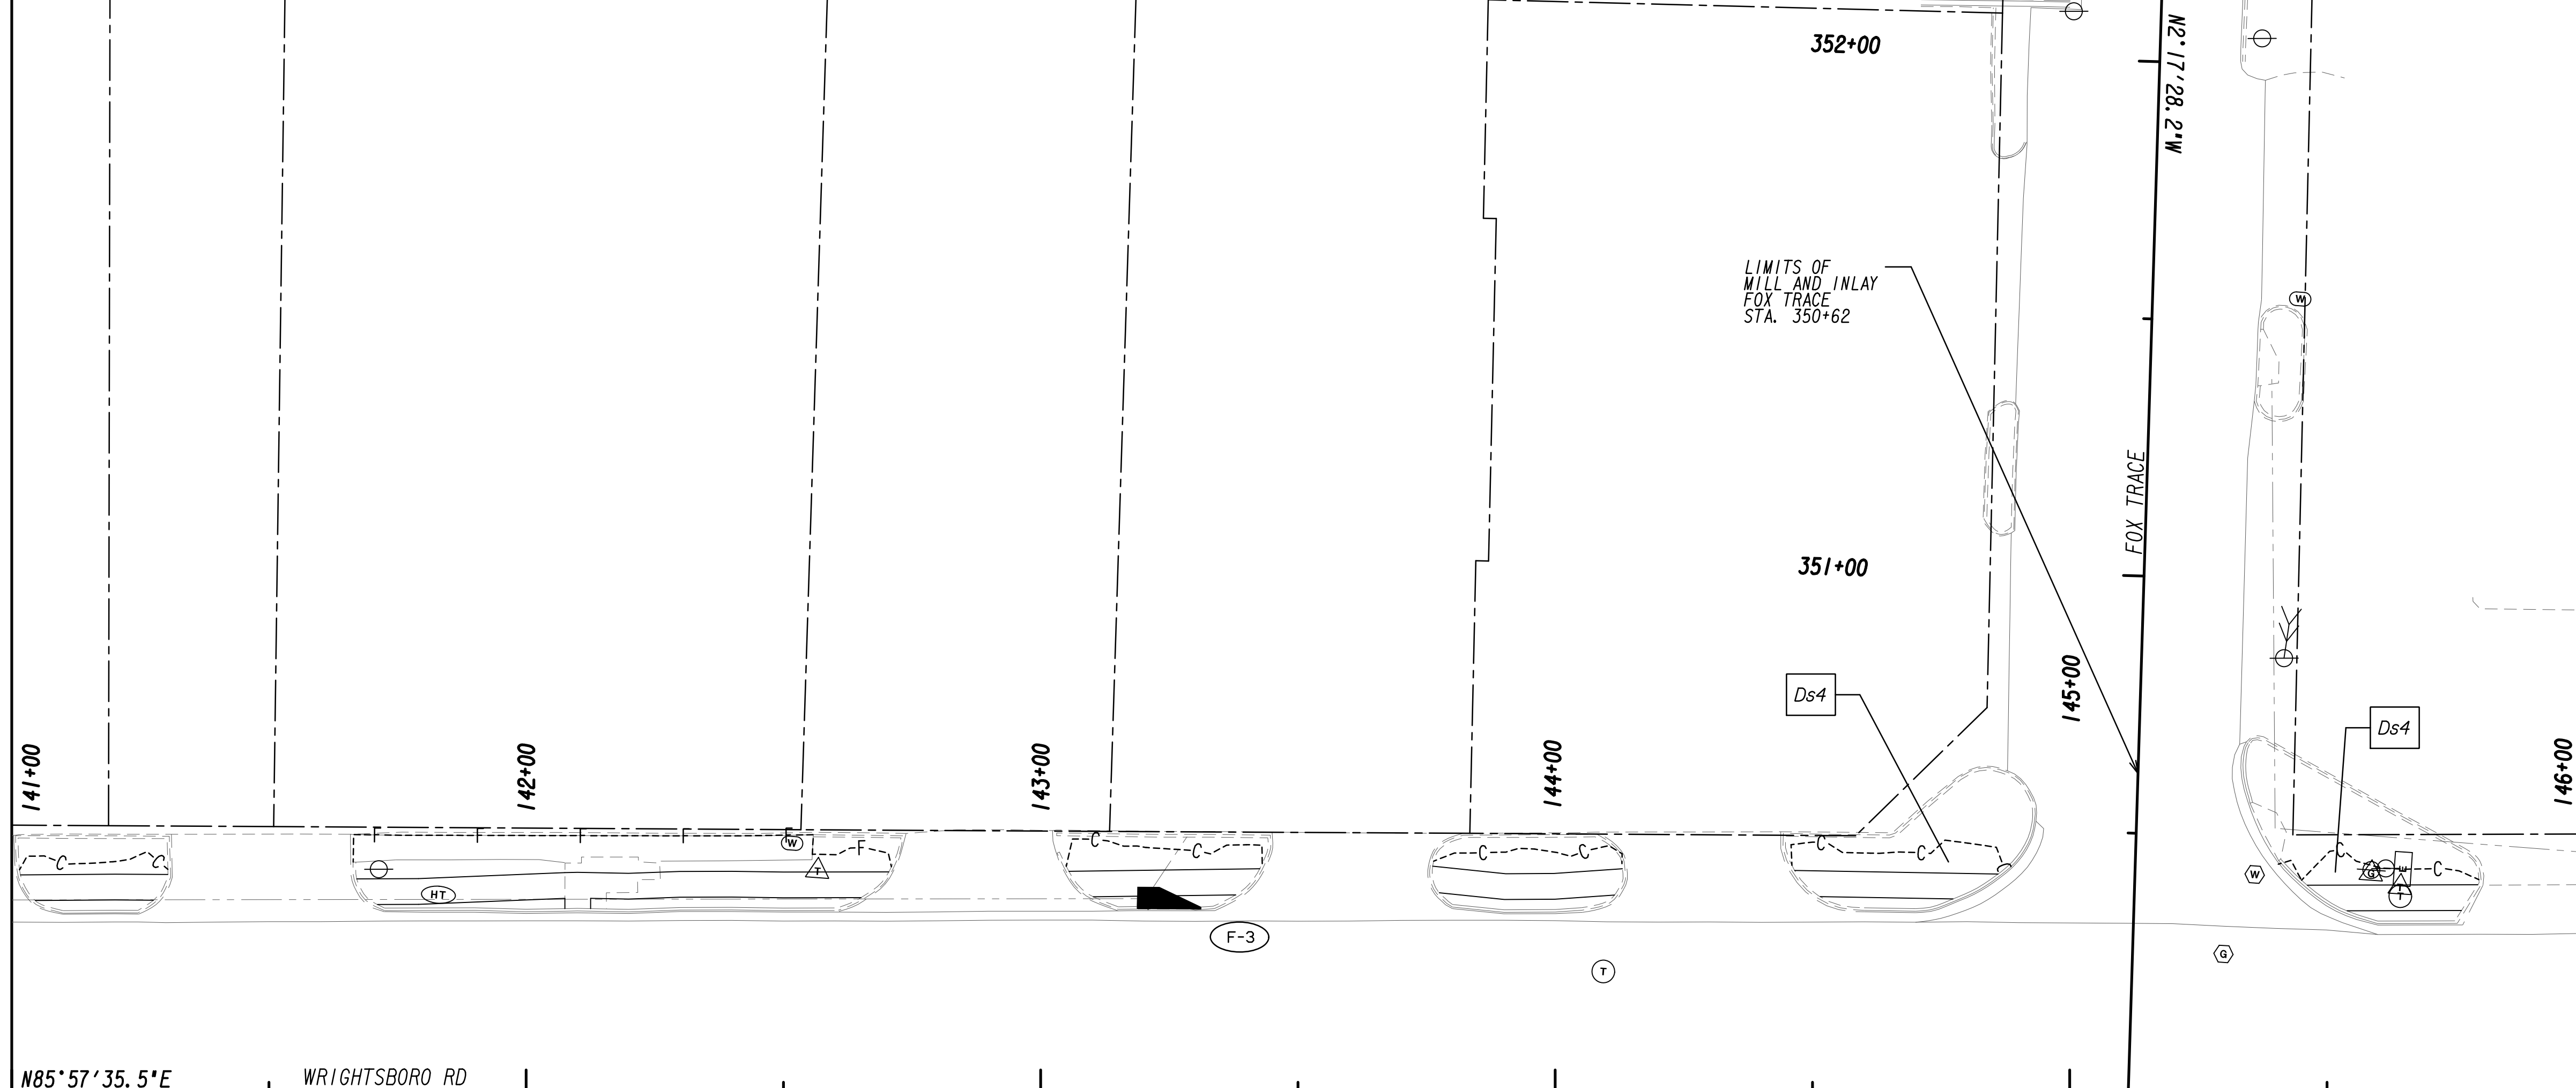 352+00
N2°17'28.2"W
W
LIMITS OF
MILL AND INLAY
FOX TRACE
STA. 350+62
FOX TRACE
351+00
Ds4
145+00
Ds4
141+00
142+00
143+00
144+00
146+00
F
F
F
F
F
W
C
C
F
C
C
C
C
C
C
C
C
T
HT
W
G
E
T
T
F-3
T
G
N85°57'35.5"E
WRIGHTSBORO RD